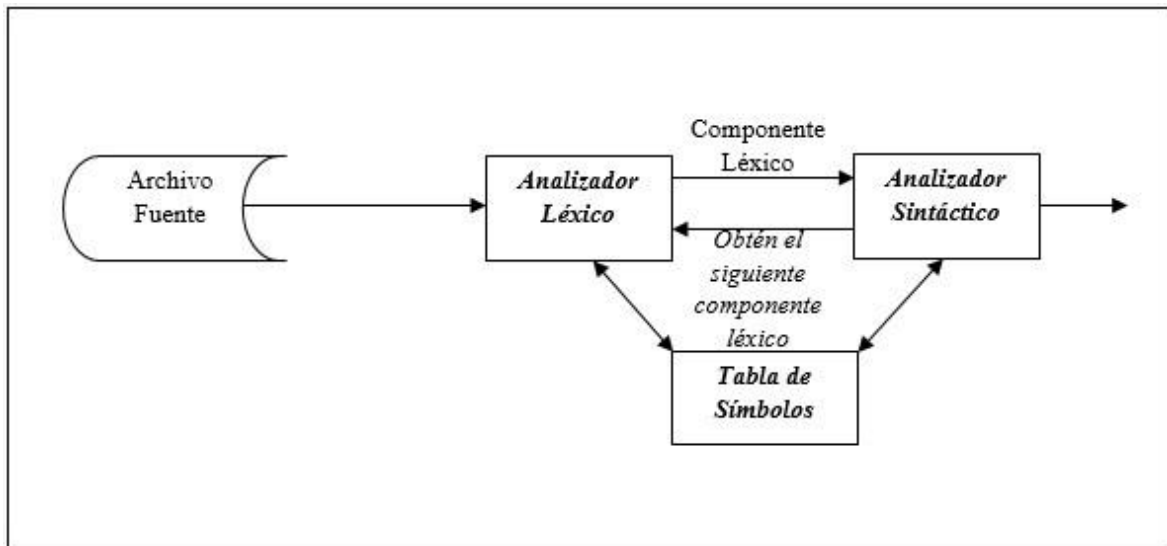 Archivo
Fuente
Analizador
Léxico
Componente
Léxico
Analizador
Sintáctico
Obtén el
siguiente
componente
léxico
Tabla de
Símbolos